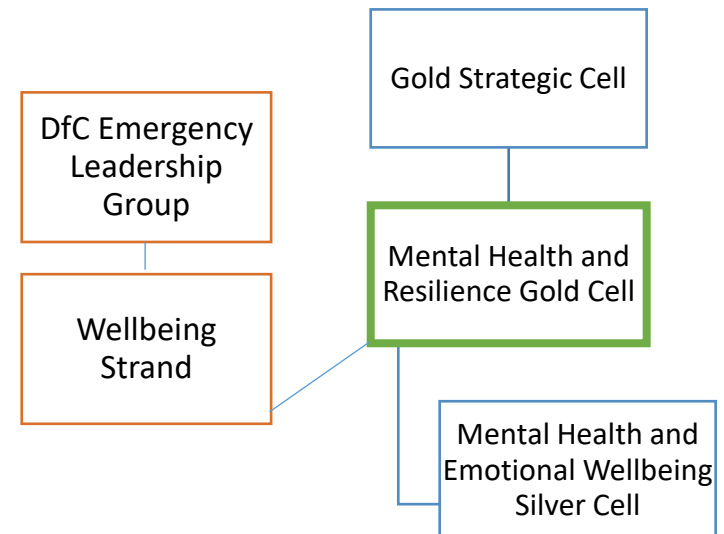 Gold Strategic Cell
DfC Emergency
Leadership
Group
Mental Health and
Resilience Gold Cell
Wellbeing
Strand
Mental Health and
Emotional Wellbeing
Silver Cell